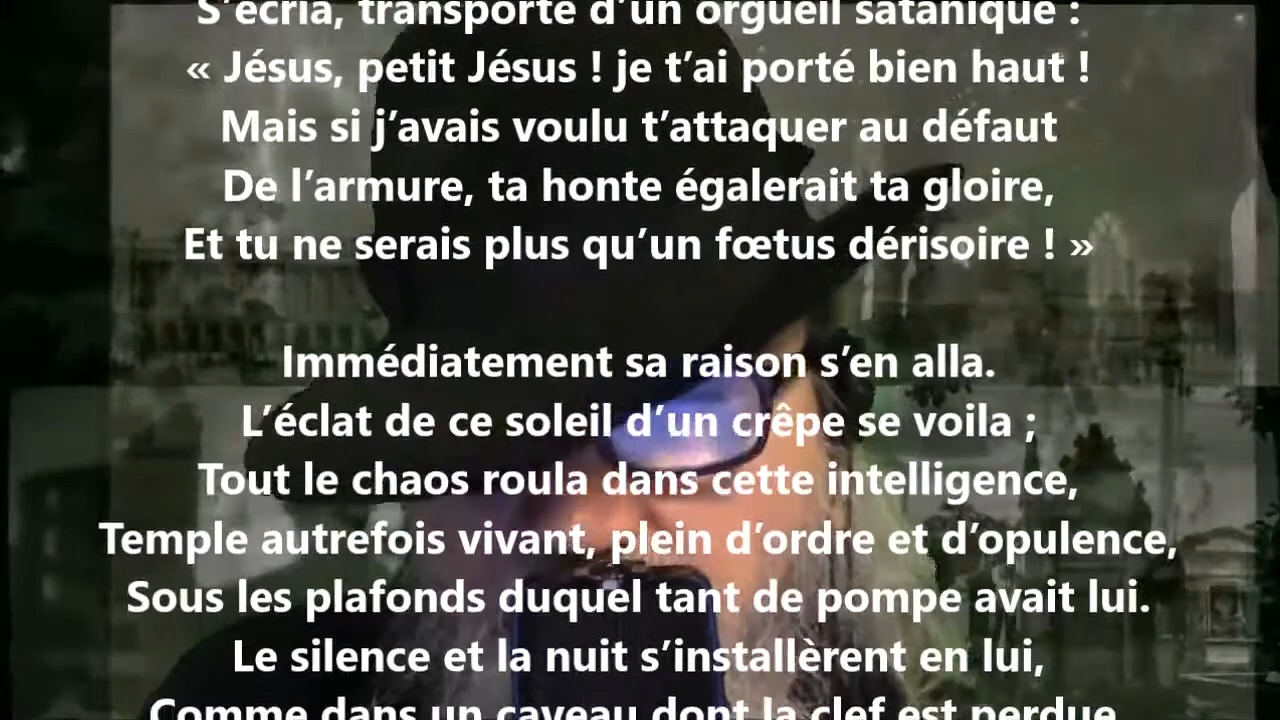 S’écria, transporté d’un orgueil satanique :
« Jésus, petit Jésus ! je t’ai porté bien haut !
Mais si j’avais voulu t’attaquer au défaut
De l’armure, ta honte égalerait ta gloire,
Et tu ne serais plus qu’un fœtus dérisoire ! »
Immédiatement sa raison s’en alla.
L’éclat de ce soleil d’un crêpe se voila ;
Tout le chaos roula dans cette intelligence,
Temple autrefois vivant, plein d’ordre et d’opulence,
Sous les plafonds duquel tant de pompe avait lui.
Le silence et la nuit s’installèrent en lui,
Comme dans un caveau dont la clef est perdue.